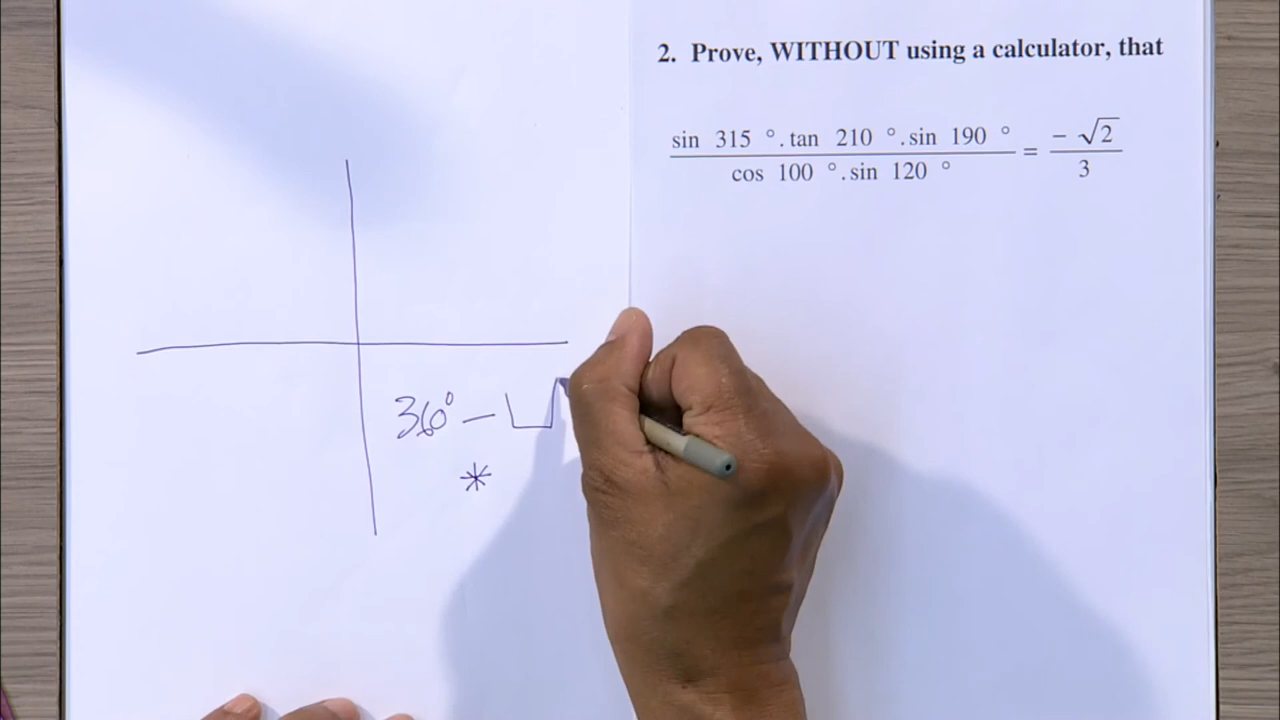 2. Prove, WITHOUT using a calculator, that
sin 315 °.tan 210 °.sin 190 ° / cos 100 °.sin 120 ° = − √2 / 3
360° −
*